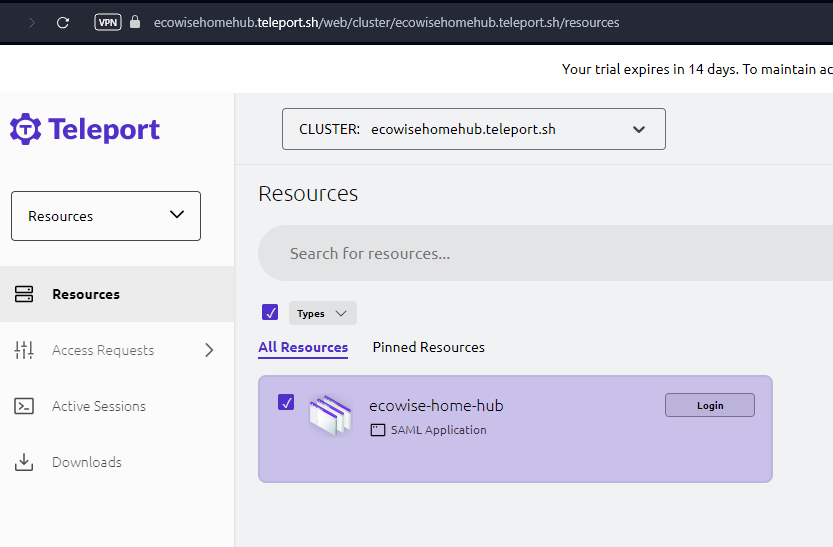 VPN ecowisehomehub.teleport.sh/web/cluster/ecowisehomehub.teleport.sh/resources
Your trial expires in 14 days. To maintain ac
Teleport
CLUSTER: ecowisehomehub.teleport.sh
Resources
Resources
Search for resources...
Resources
Types
Access Requests
All Resources Pinned Resources
Active Sessions
ecowise-home-hub
Login
SAML Application
Downloads